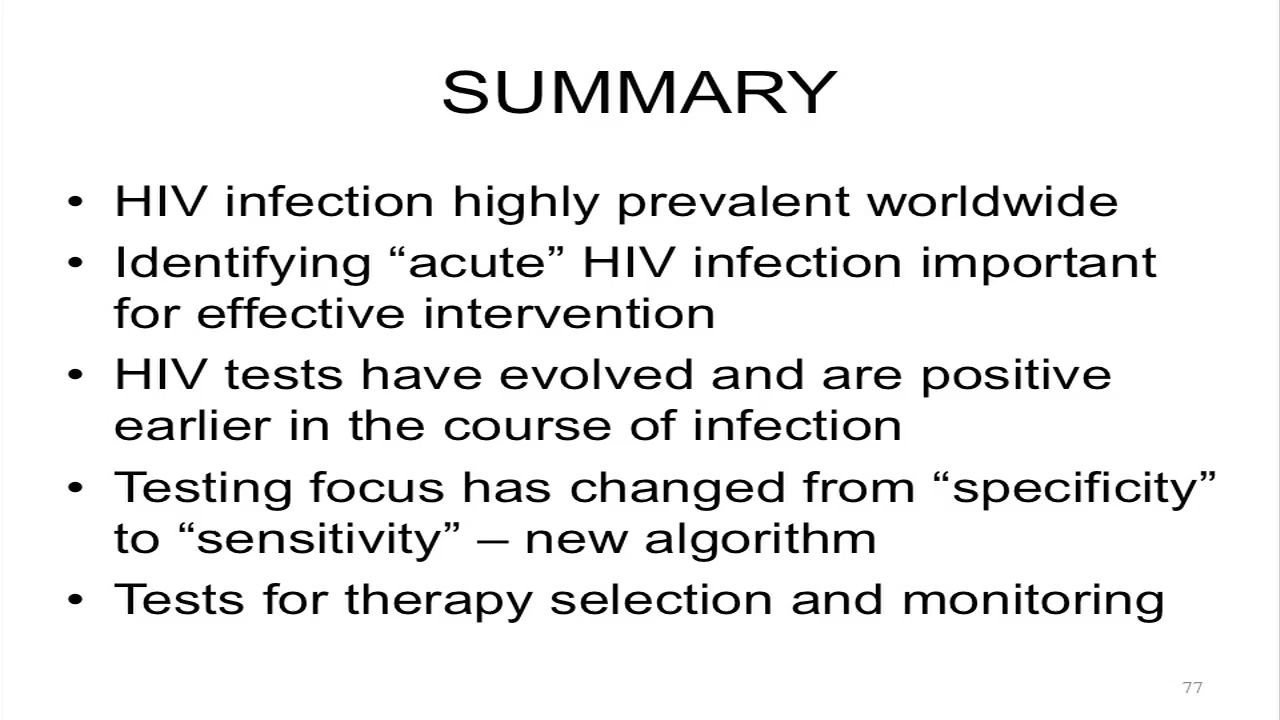 SUMMARY
• HIV infection highly prevalent worldwide
• Identifying “acute” HIV infection important
for effective intervention
• HIV tests have evolved and are positive
earlier in the course of infection
• Testing focus has changed from “specificity”
to “sensitivity” – new algorithm
• Tests for therapy selection and monitoring
77